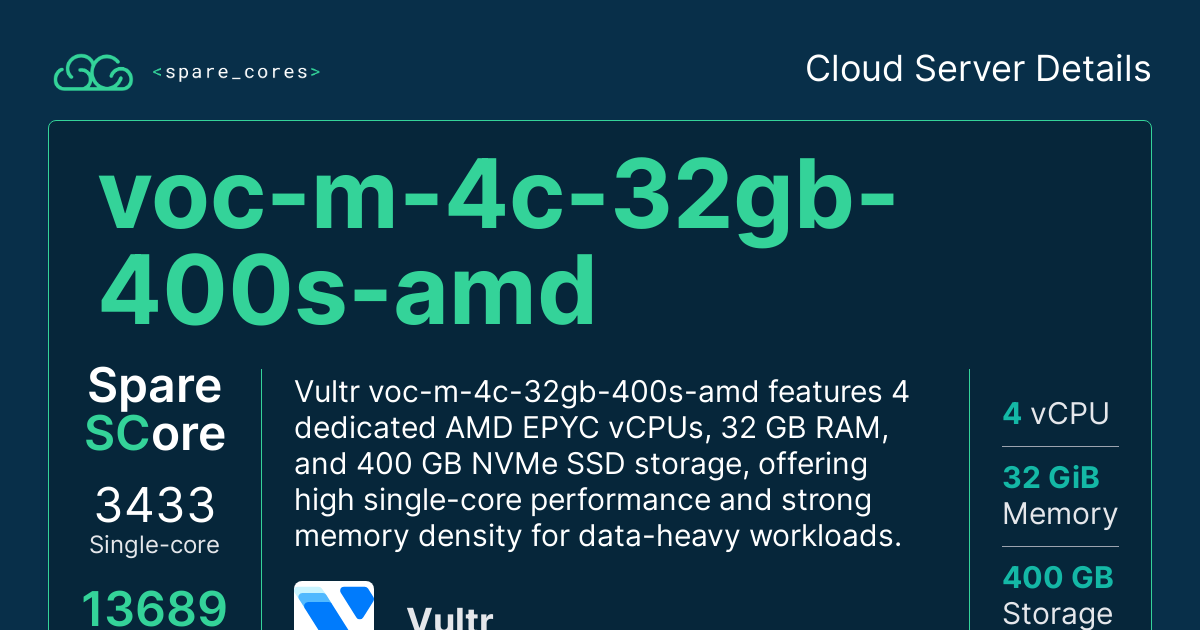 <spare_cores>
Cloud Server Details
voc-m-4c-32gb-
400s-amd
Spare
SCore
3433
Single-core
13689
Vultr voc-m-4c-32gb-400s-amd features 4
dedicated AMD EPYC vCPUs, 32 GB RAM,
and 400 GB NVMe SSD storage, offering
high single-core performance and strong
memory density for data-heavy workloads.
Vultr
4 vCPU
32 GiB
Memory
400 GB
Storage